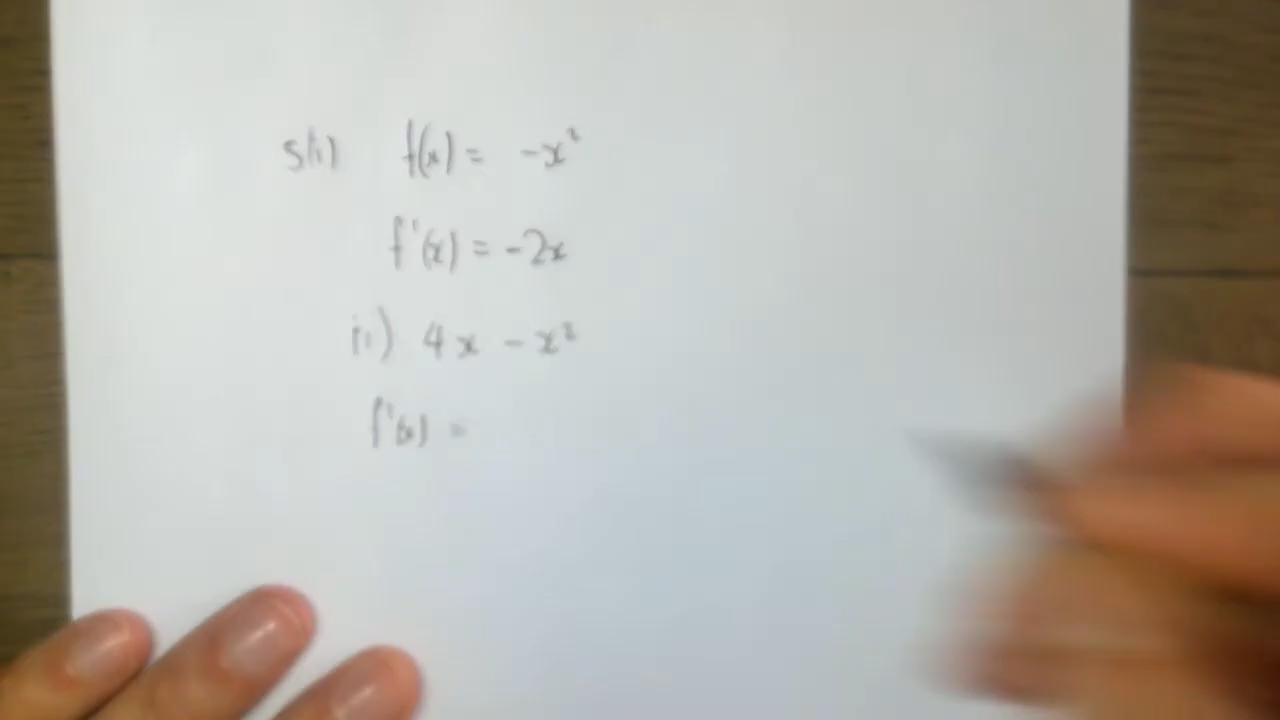 5(i) f(x) = -x²
f'(x) = -2x
ii) 4x - x²
f'(x) =